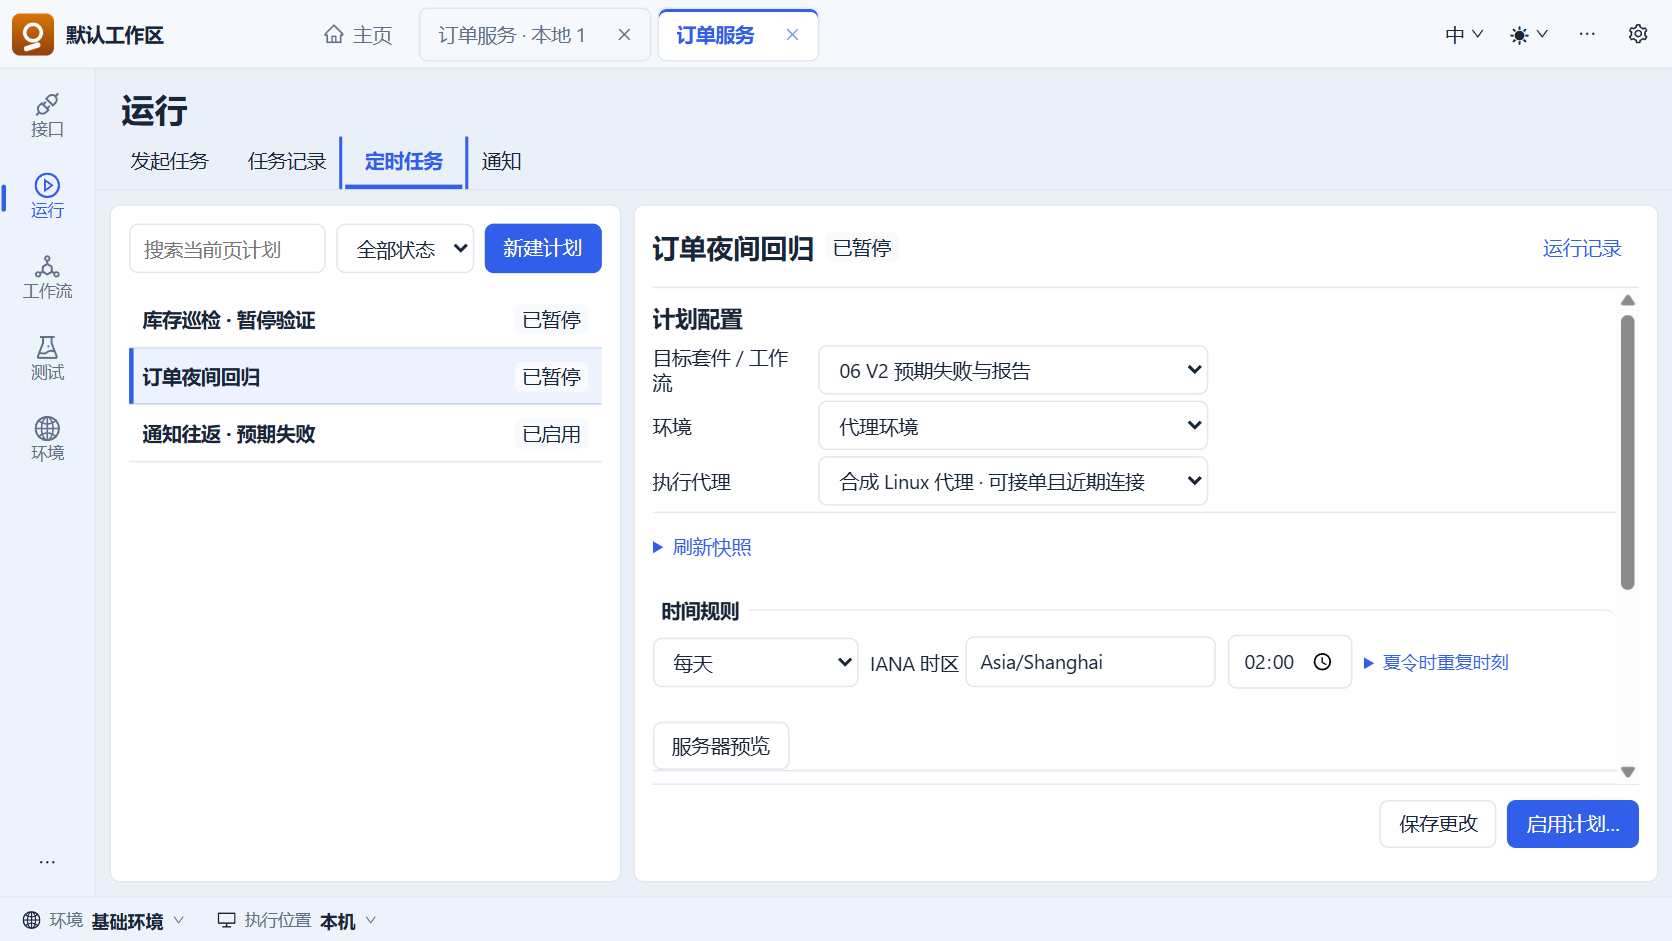 默认工作区
主页
订单服务 · 本地 1
订单服务
中
接口
运行
工作流
测试
环境
运行
发起任务
任务记录
定时任务
通知
搜索当前页计划
全部状态
新建计划
库存巡检 · 暂停验证
已暂停
订单夜间回归
已暂停
通知往返 · 预期失败
已启用
订单夜间回归
已暂停
运行记录
计划配置
目标套件 / 工作
流
06 V2 预期失败与报告
环境
代理环境
执行代理
合成 Linux 代理 · 可接单且近期连接
刷新快照
时间规则
每天
IANA 时区
Asia/Shanghai
02:00
夏令时重复时刻
服务器预览
保存更改
启用计划...
环境 基础环境
执行位置 本机